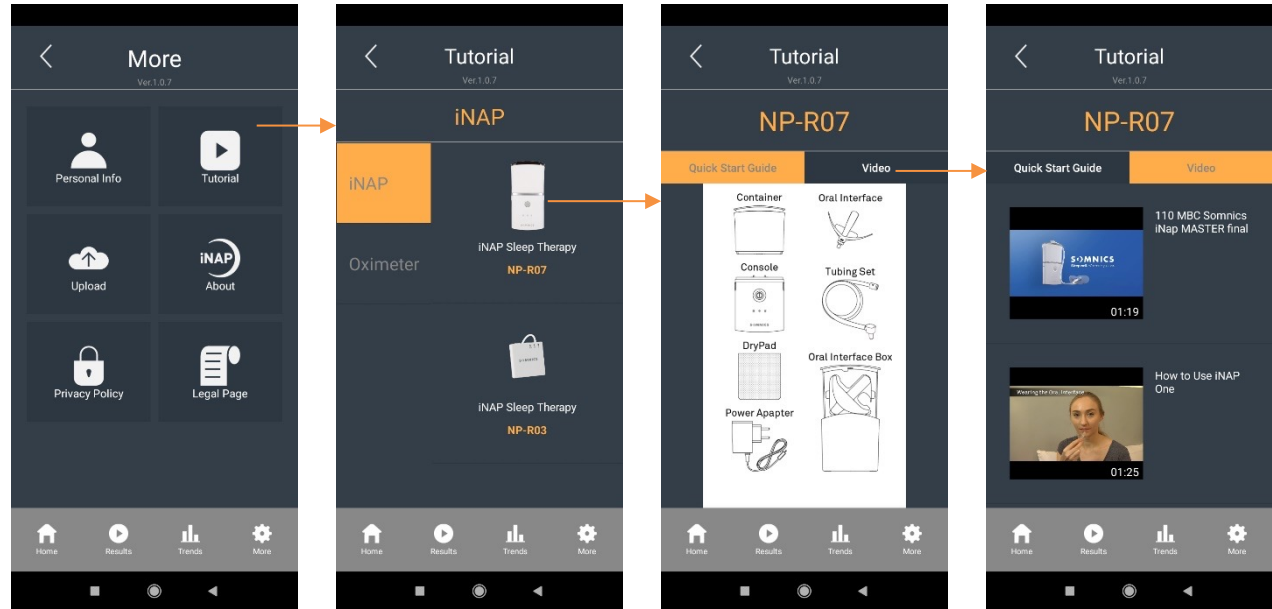 More
Ver.1.0.7
Personal Info
Tutorial
Upload
iNAP
About
Privacy Policy
Legal Page
Home
Results
Trends
More
Tutorial
Ver.1.0.7
iNAP
iNAP
Oximeter
iNAP Sleep Therapy
NP-R07
iNAP Sleep Therapy
NP-R03
Home
Results
Trends
More
Tutorial
Ver.1.0.7
NP-R07
Quick Start Guide
Video
Container
Oral Interface
Console
Tubing Set
SOMNICS
DryPad
Oral Interface Box
Power Apapter
Home
Results
Trends
More
Tutorial
Ver.1.0.7
NP-R07
Quick Start Guide
Video
110 MBC Somnics
iNap MASTER final
SOMNICS
01:19
How to Use iNAP
One
Wearing the Oral Interface
01:25
Home
Results
Trends
More